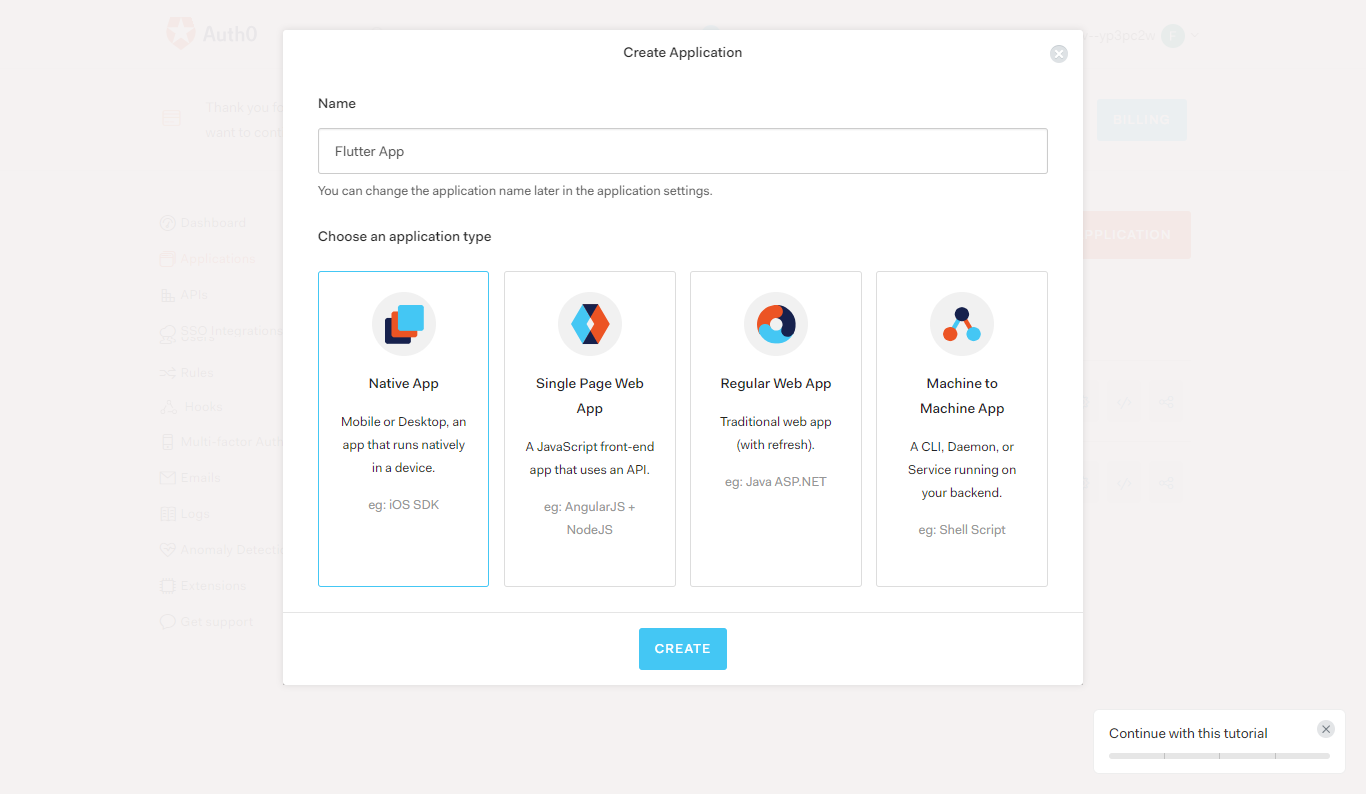 Auth0
Create Application
yp3pc2w
Thank you fo
want to cont
BILLING
Name
Flutter App
You can change the application name later in the application settings.
Dashboard
Applications
APIs
SSO Integrations
Users
Rules
Hooks
Multi-factor Auth
Emails
Logs
Anomaly Detecti
Extensions
Get support
PPLICATION
Choose an application type
Native App
Mobile or Desktop, an
app that runs natively
in a device.
eg: iOS SDK
Single Page Web
App
A JavaScript front-end
app that uses an API.
eg: AngularJS +
NodeJS
Regular Web App
Traditional web app
(with refresh).
eg: Java ASP.NET
Machine to
Machine App
A CLI, Daemon, or
Service running on
your backend.
eg: Shell Script
CREATE
Continue with this tutorial